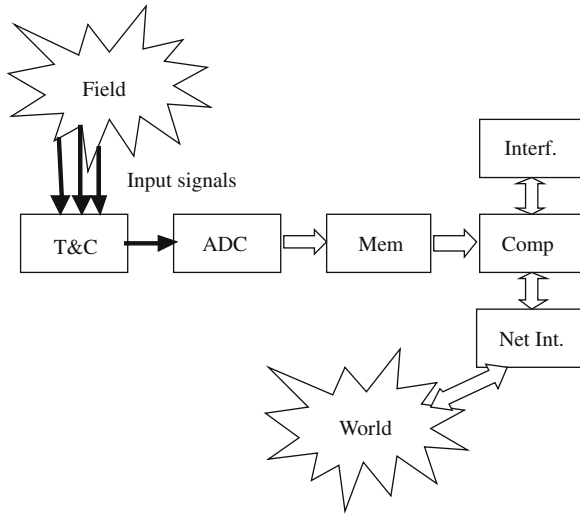 Field
Input signals
Interf.
T&C
ADC
Mem
Comp
Net Int.
World